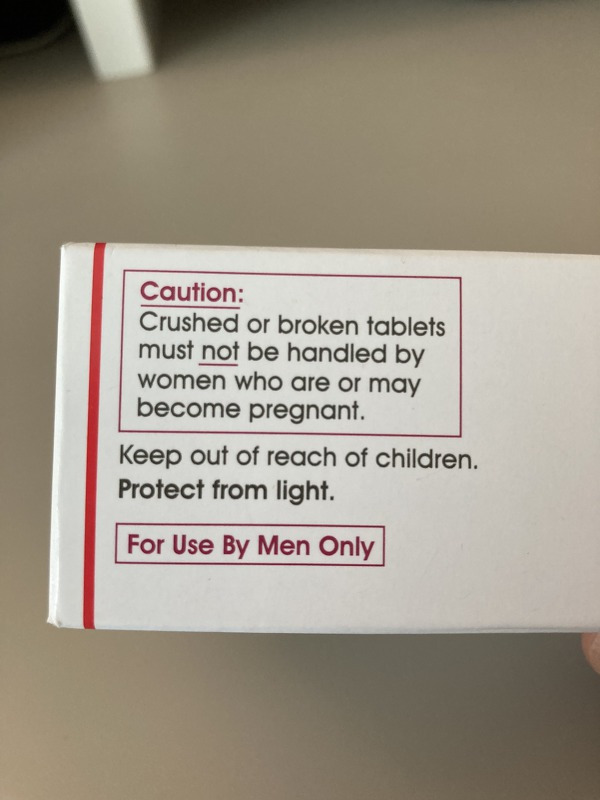 Caution:
Crushed or broken tablets
must not be handled by
women who are or may
become pregnant.
Keep out of reach of children.
Protect from light.
For Use By Men Only